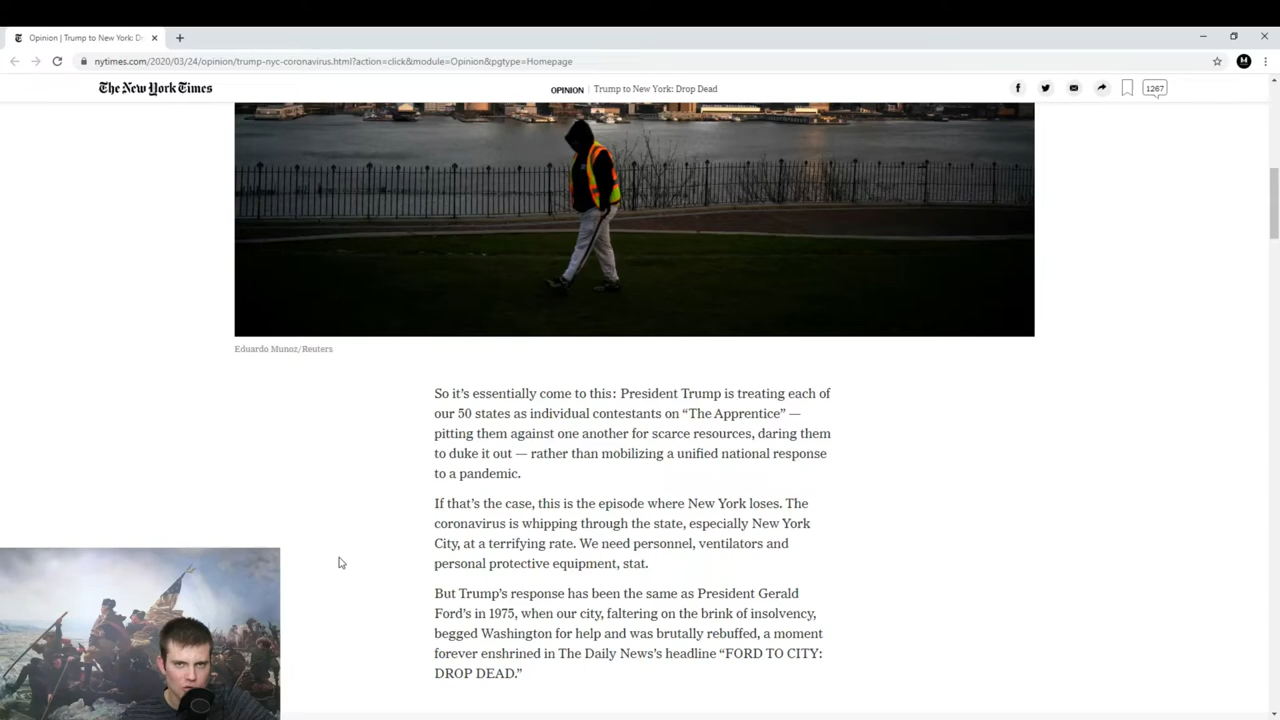 Opinion | Trump to New York: Dr
nytimes.com/2020/03/24/opinion/trump-nyc-coronavirus.html?action=click&module=Opinion&pgtype=Homepage
The New York Times
OPINION | Trump to New York: Drop Dead
1267
Eduardo Munoz/Reuters
So it's essentially come to this: President Trump is treating each of
our 50 states as individual contestants on “The Apprentice” —
pitting them against one another for scarce resources, daring them
to duke it out — rather than mobilizing a unified national response
to a pandemic.
If that's the case, this is the episode where New York loses. The
coronavirus is whipping through the state, especially New York
City, at a terrifying rate. We need personnel, ventilators and
personal protective equipment, stat.
But Trump's response has been the same as President Gerald
Ford's in 1975, when our city, faltering on the brink of insolvency,
begged Washington for help and was brutally rebuffed, a moment
forever enshrined in The Daily News's headline “FORD TO CITY:
DROP DEAD.”